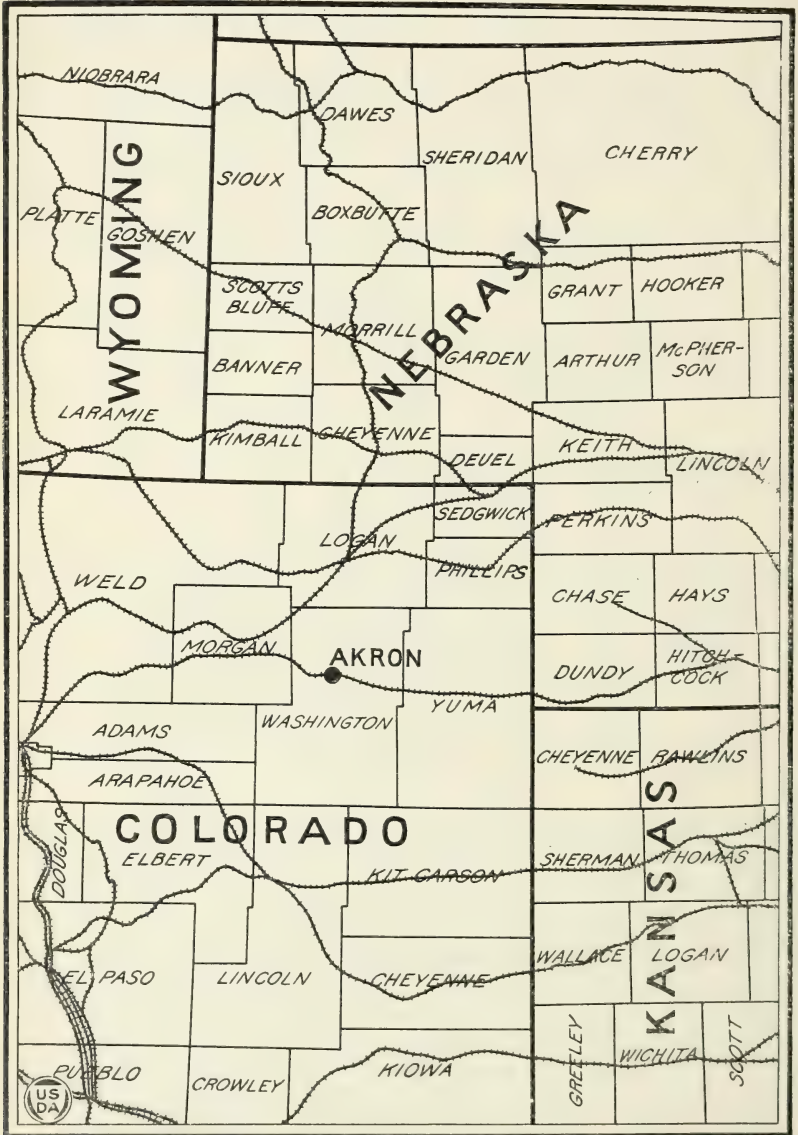 NIOBRARA
DAWES
SHERIDAN
CHERRY
SIOUX
BOXBUTTE
PLATTE
GOSHEN
WYOMING
NEBRASKA
SCOTTS
BLUFF
GRANT
HOOKER
MORRILL
GARDEN
ARTHUR
McPHER-
SON
BANNER
LARAMIE
KIMBALL
CHEYENNE
DEUEL
KEITH
LINCOLN
SEDGWICK
PERKINS
LOGAN
PHILLIPS
WELD
CHASE
HAYS
MORGAN
AKRON
DUNDY
HITCH-
COCK
YUMA
WASHINGTON
ADAMS
ARAPAHOE
CHEYENNE
RAWLINS
COLORADO
KANSAS
DOUGLAS
ELBERT
KIT CARSON
SHERMAN
THOMAS
EL PASO
LINCOLN
CHEYENNE
WALLACE
LOGAN
PUEBLO
CROWLEY
KIOWA
GREELEY
WICHITA
SCOTT
US
DA